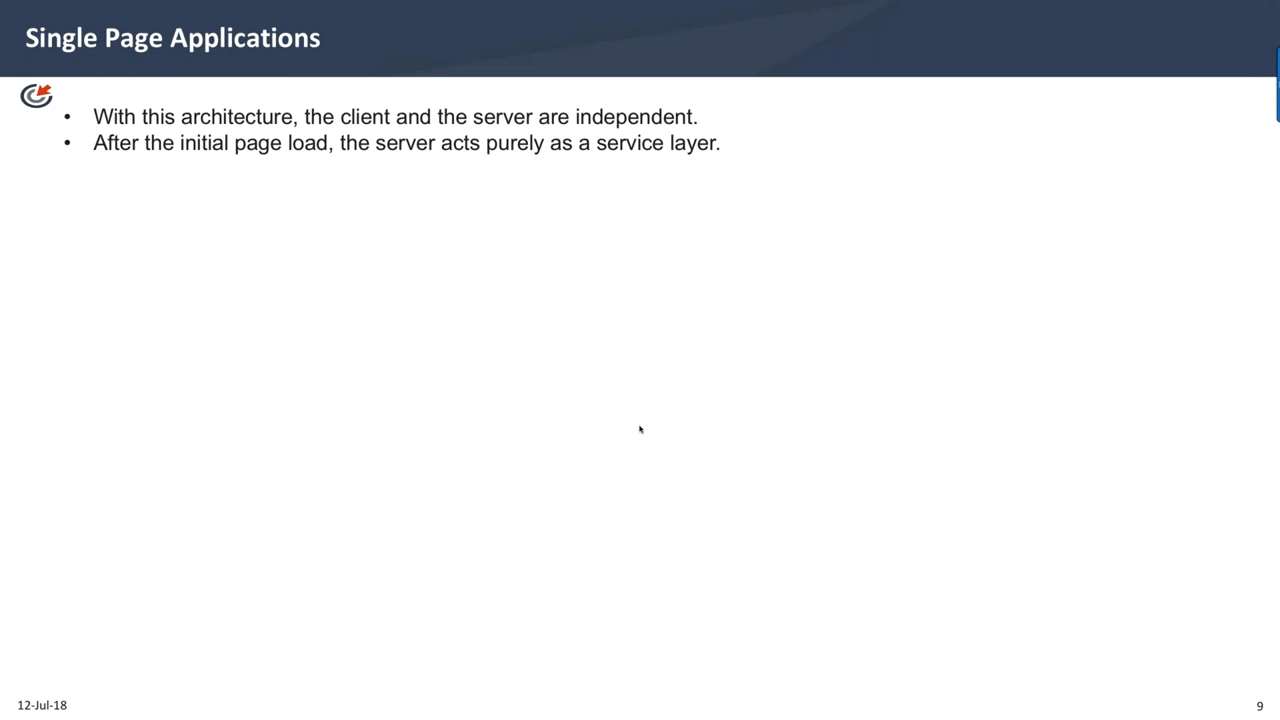 Single Page Applications
• With this architecture, the client and the server are independent.
• After the initial page load, the server acts purely as a service layer.
12-Jul-18
9